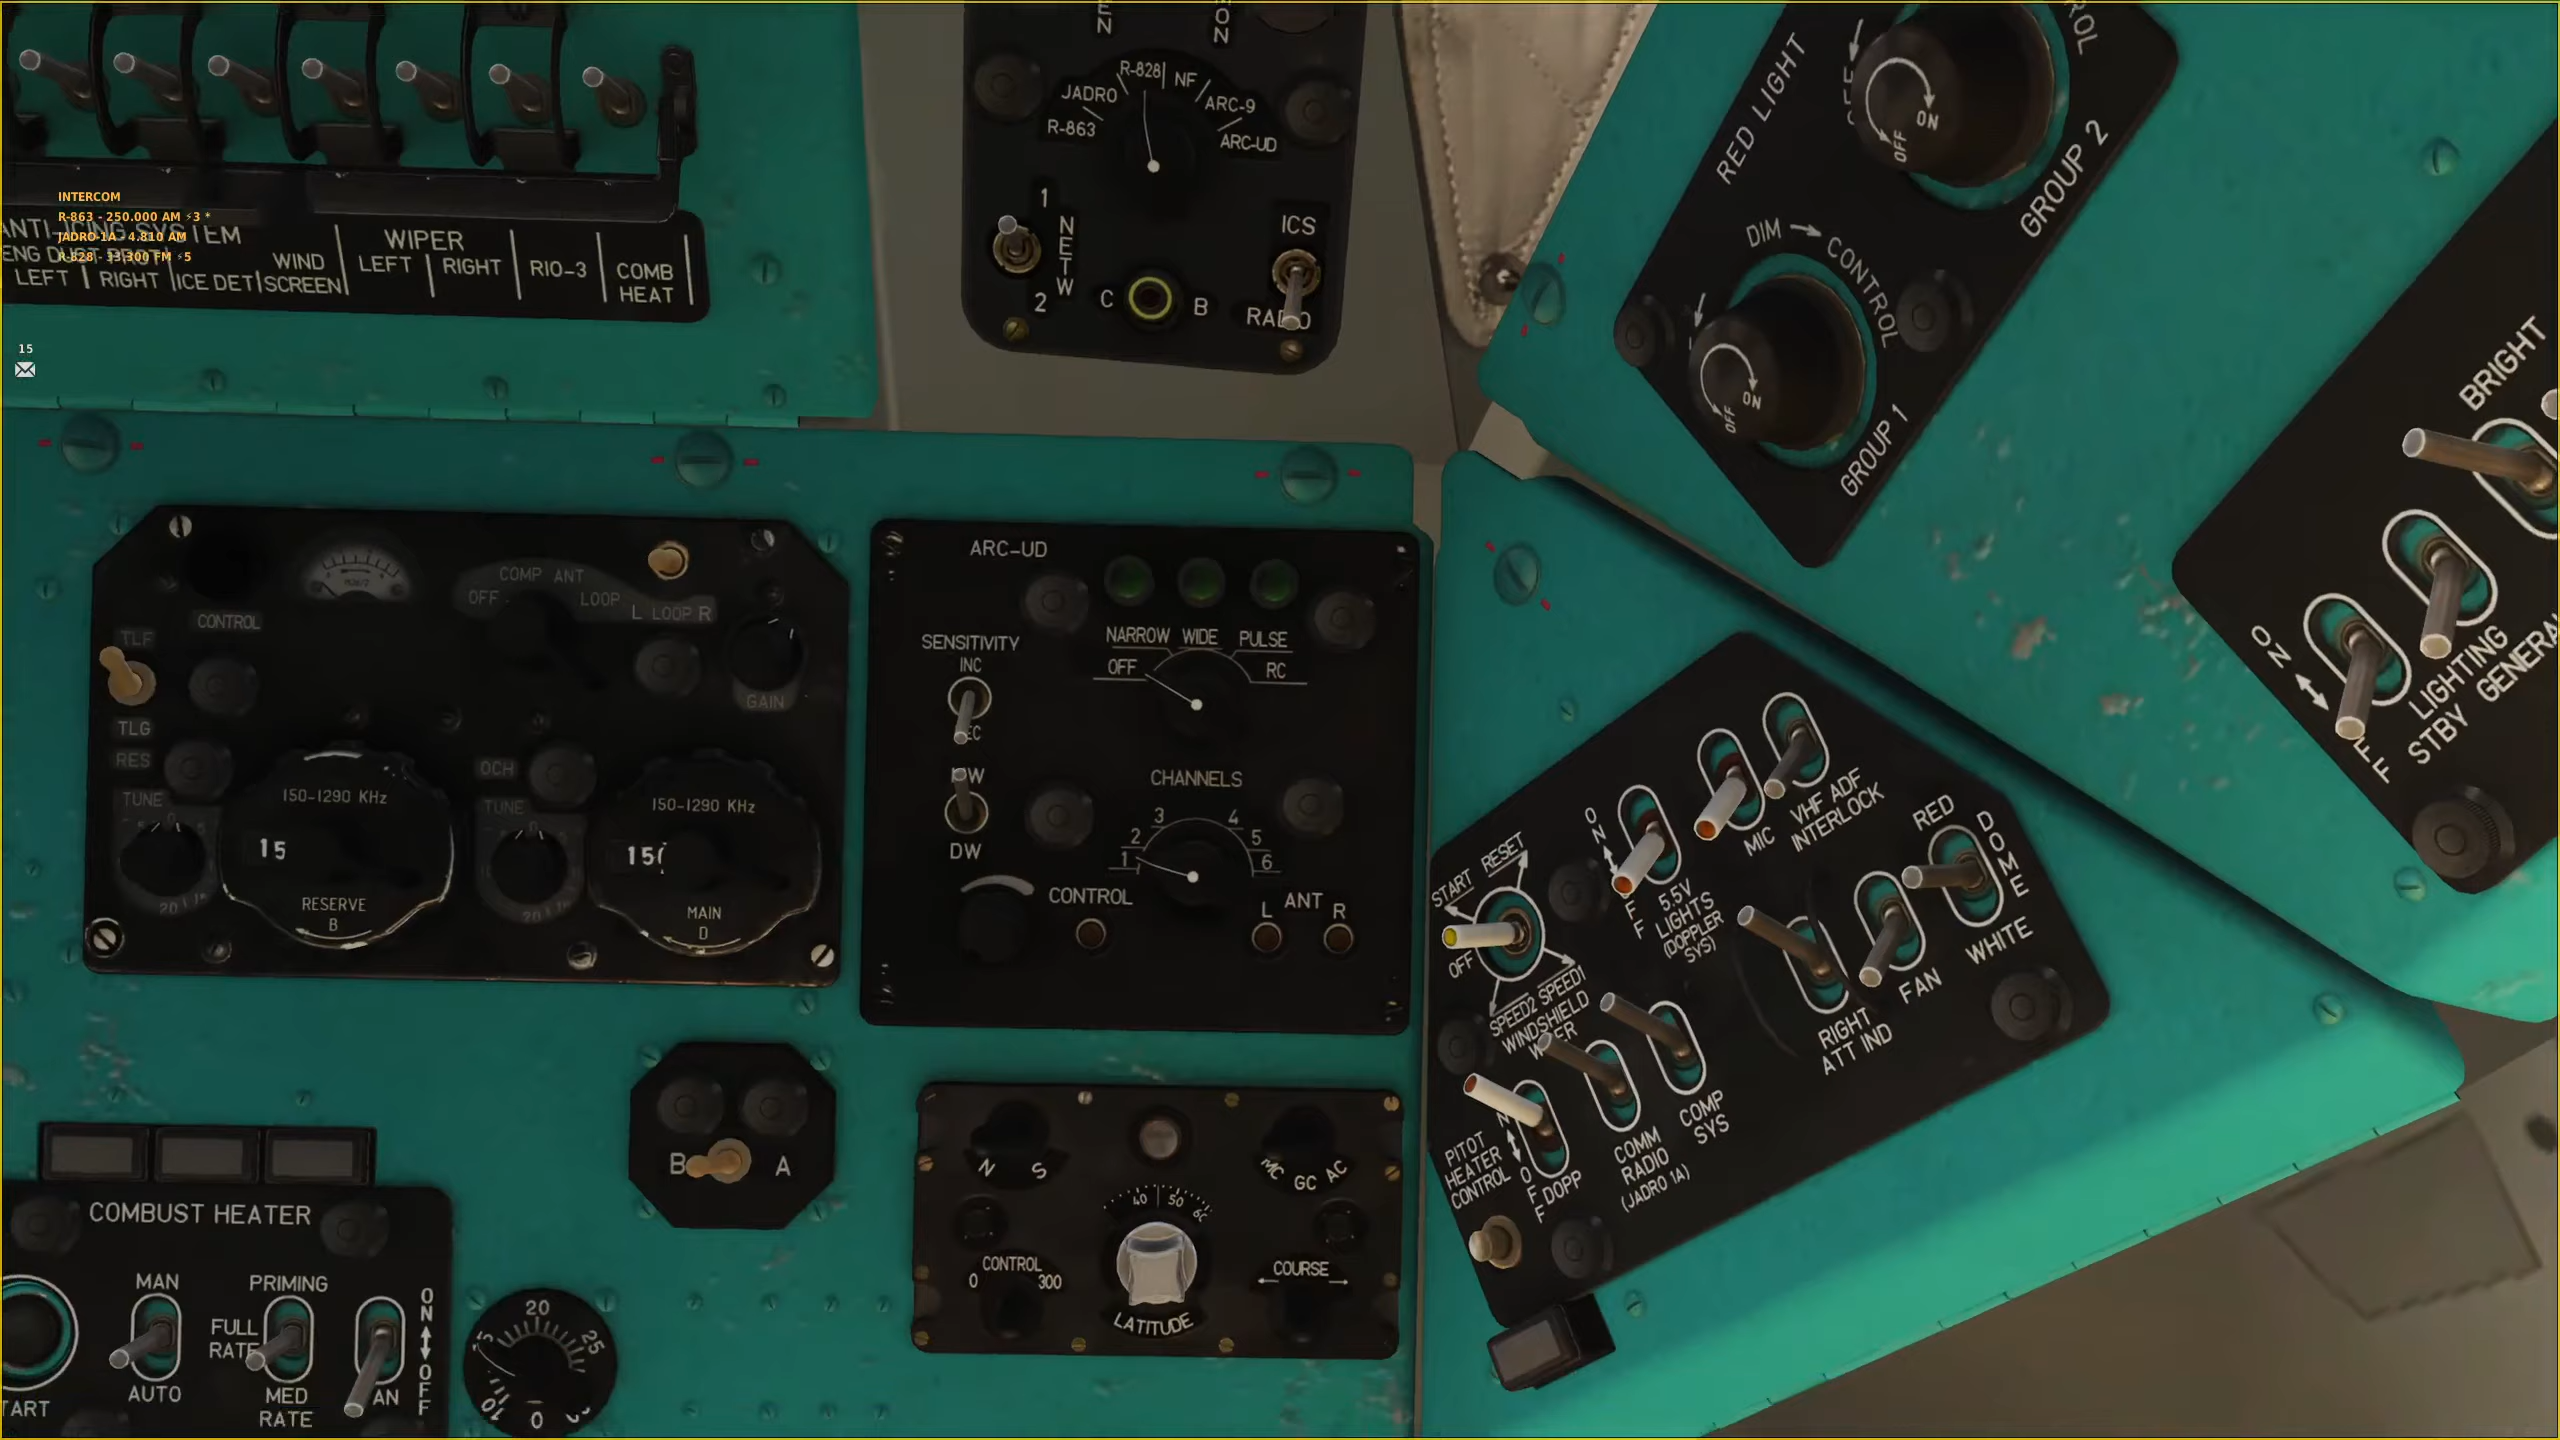 INTERCOM
R-863 - 250.000 AM ⚡3 *
JADRO-1A - 4.810 AM
R-828 - 33.300 FM ⚡5
15
ANTI-ICING SYSTEM
ENG DUST PROT
LEFT
RIGHT
ICE DET
WIND
SCREEN
WIPER
LEFT
RIGHT
RIO-3
COMB
HEAT
R-863
JADRO
R-828
NF
ARC-9
ARC-UD
1
NETW
2
C
B
ICS
RADIO
RED LIGHT
OFF
ON
OFF
GROUP 2
DIM
CONTROL
ON
OFF
GROUP 1
BRIGHT
ON
OFF
LIGHTING
STBY GENERAL
CONTROL
COMP
ANT
OFF
LOOP
L LOOP R
GAIN
TLF
TLG
RES
TUNE
150-1290 KHz
15
RESERVE
B
OCH
TUNE
150-1290 KHz
MAIN
D
ARC-UD
SENSITIVITY
INC
NARROW
WIDE
PULSE
OFF
RC
DW
CHANNELS
1
2
3
4
5
6
CONTROL
L
ANT
R
START
RESET
OFF
SPEED2
SPEED1
WINDSHIELD
WIPER
ON
OFF
5.5V
LIGHTS
(DOPPLER
SYS)
MIC
VHF ADF
INTERLOCK
RED
DOME
WHITE
FAN
RIGHT
ATT IND
COMP
SYS
COMM
RADIO
(JADRO 1A)
DOPP
OFF
PITOT
HEATER
CONTROL
B
A
N
S
MC
GC
AC
40
50
60
CONTROL
0
300
LATITUDE
COURSE
COMBUST HEATER
MAN
AUTO
PRIMING
FULL
RATE
MED
RATE
ON
OFF
20
25
10
0